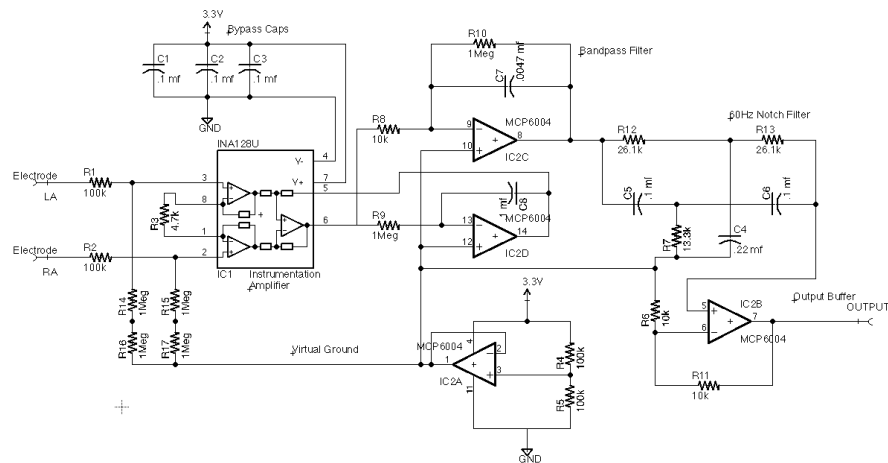 3.3V
Bypass Caps
C1
.1 mf
C2
.1 mf
C3
.1 mf
GND
R10
1Meg
Bandpass Filter
C7
.0047 mf
R8
10k
9
10
8
MCP6004
IC2C
60Hz Notch Filter
R12
26.1k
R13
26.1k
INA128U
V-
4
V+
7
5
Electrode
LA
R1
100k
3
8
R3
4.7k
1
6
Electrode
RA
R2
100k
2
IC1
Instrumentation
Amplifier
R9
1Meg
.1 mf
C8
13
12
14
MCP6004
IC2D
C5
.1 mf
C6
.1 mf
R7
13.3k
C4
.22 mf
R14
1Meg
R15
1Meg
R16
1Meg
R17
1Meg
Virtual Ground
3.3V
MCP6004
4
2
1
3
11
IC2A
R4
100k
R5
100k
GND
R6
10k
5
6
7
IC2B
MCP6004
Output Buffer
OUTPUT
R11
10k